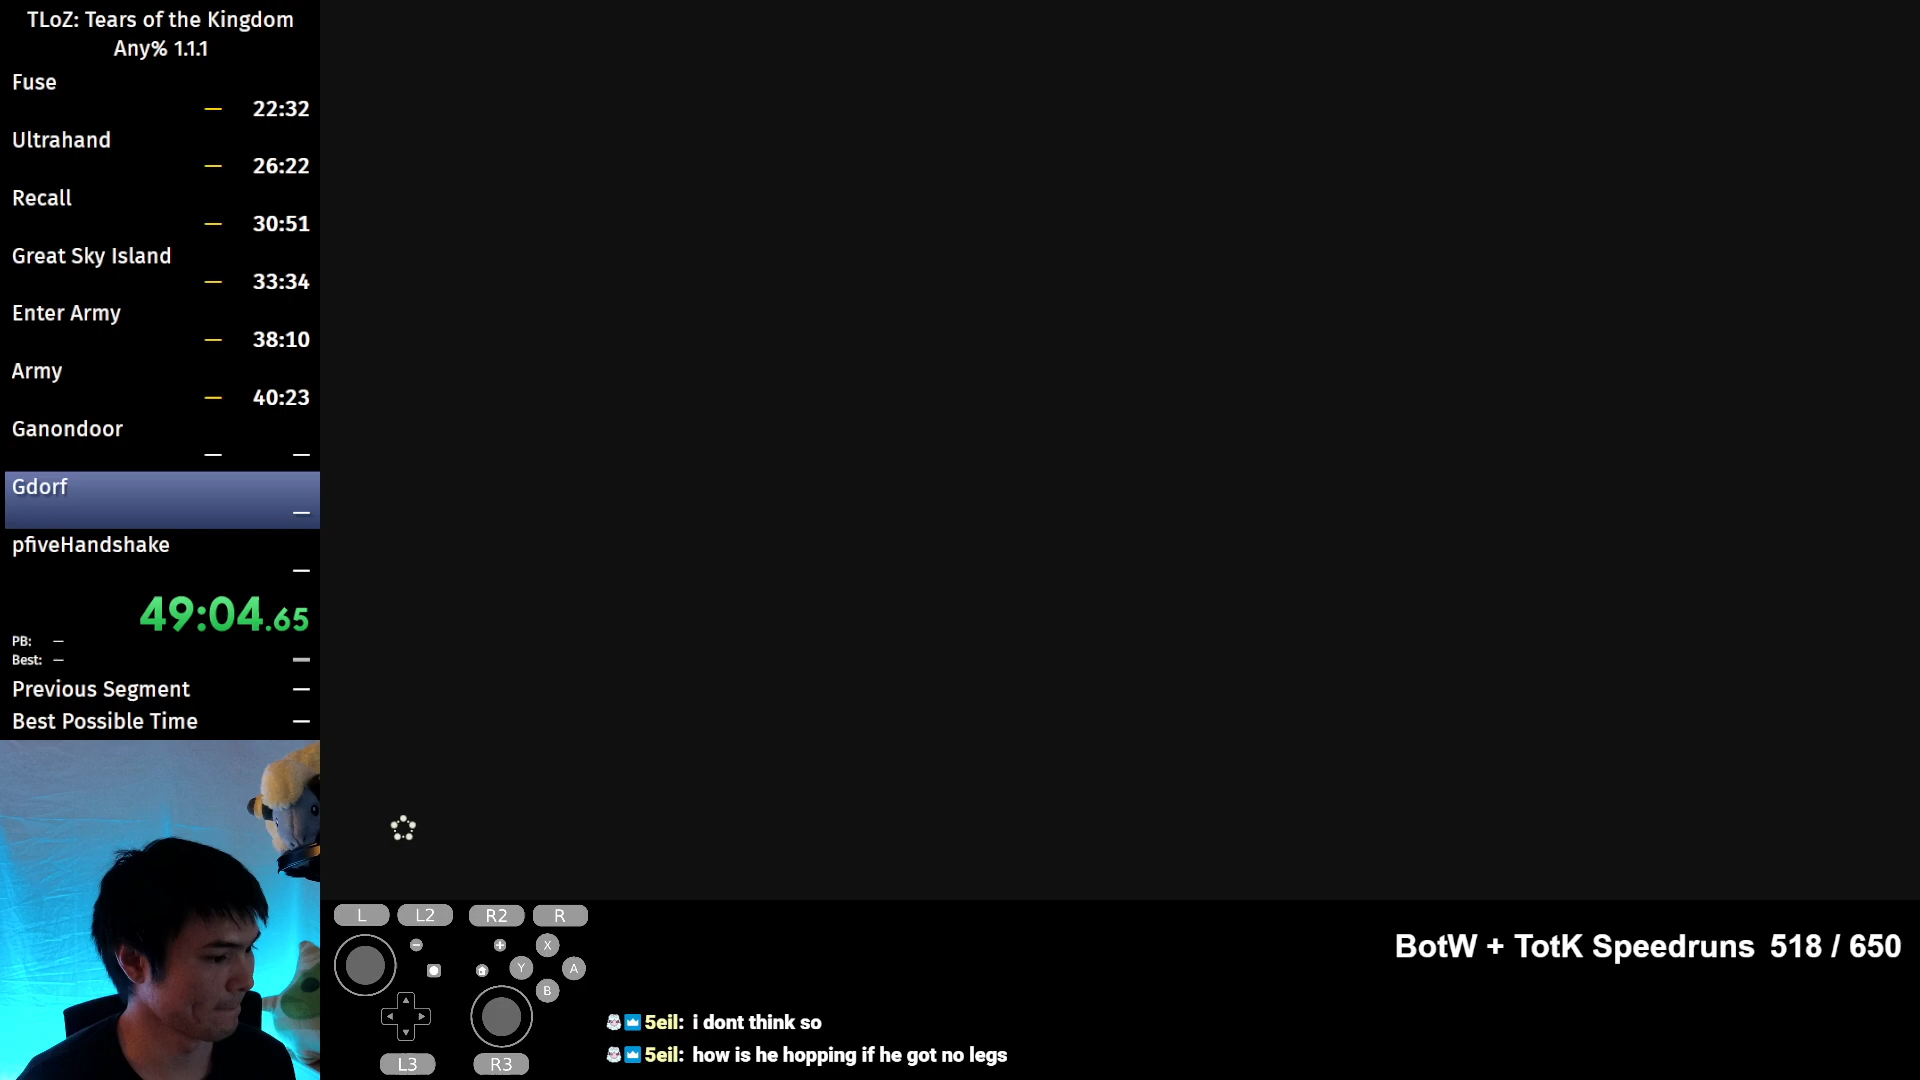 TLoZ: Tears of the Kingdom
Any% 1.1.1
Fuse
— 22:32
Ultrahand
— 26:22
Recall
— 30:51
Great Sky Island
— 33:34
Enter Army
— 38:10
Army
— 40:23
Ganondoor
— —
Gdorf
—
pfiveHandshake
—
49:04.65
PB: —
Best: — —
Previous Segment —
Best Possible Time —
L L2 R2 R
X
Y A
B
L3 R3
BotW + TotK Speedruns 518 / 650
5eil: i dont think so
5eil: how is he hopping if he got no legs